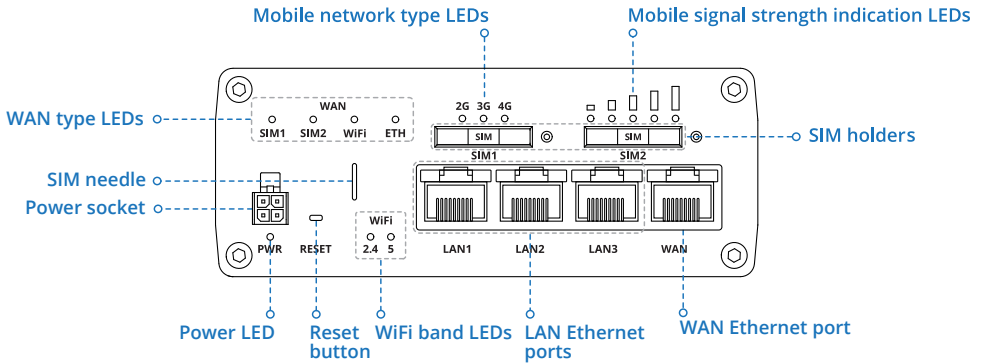 Mobile network type LEDs
Mobile signal strength indication LEDs
WAN
2G 3G 4G
WAN type LEDs
SIM1 SIM2 WiFi ETH
SIM
SIM
SIM holders
SIM1
SIM2
SIM needle
Power socket
WiFi
2.4 5
PWR
RESET
LAN1
LAN2
LAN3
WAN
Power LED
Reset
button
WiFi band LEDs
LAN Ethernet
ports
WAN Ethernet port